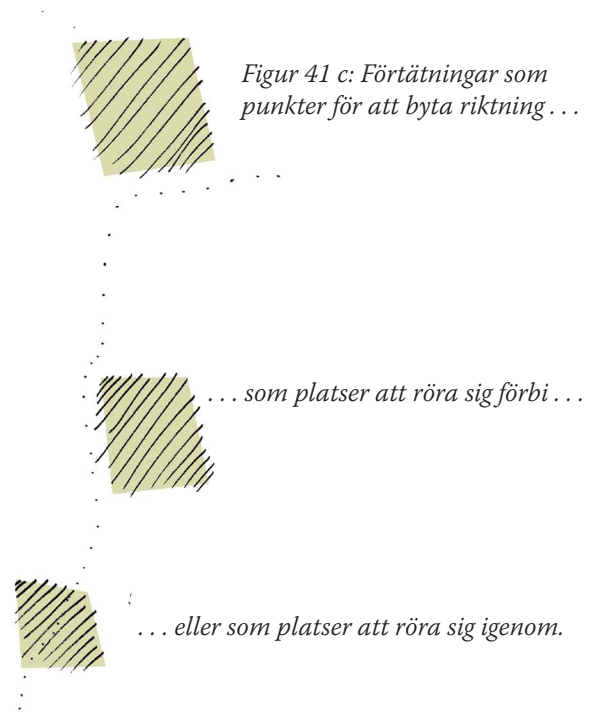 Figur 41 c: Förtätningar som
punkter för att byta riktning . . .
. . . som platser att röra sig förbi . . .
. . . eller som platser att röra sig igenom.